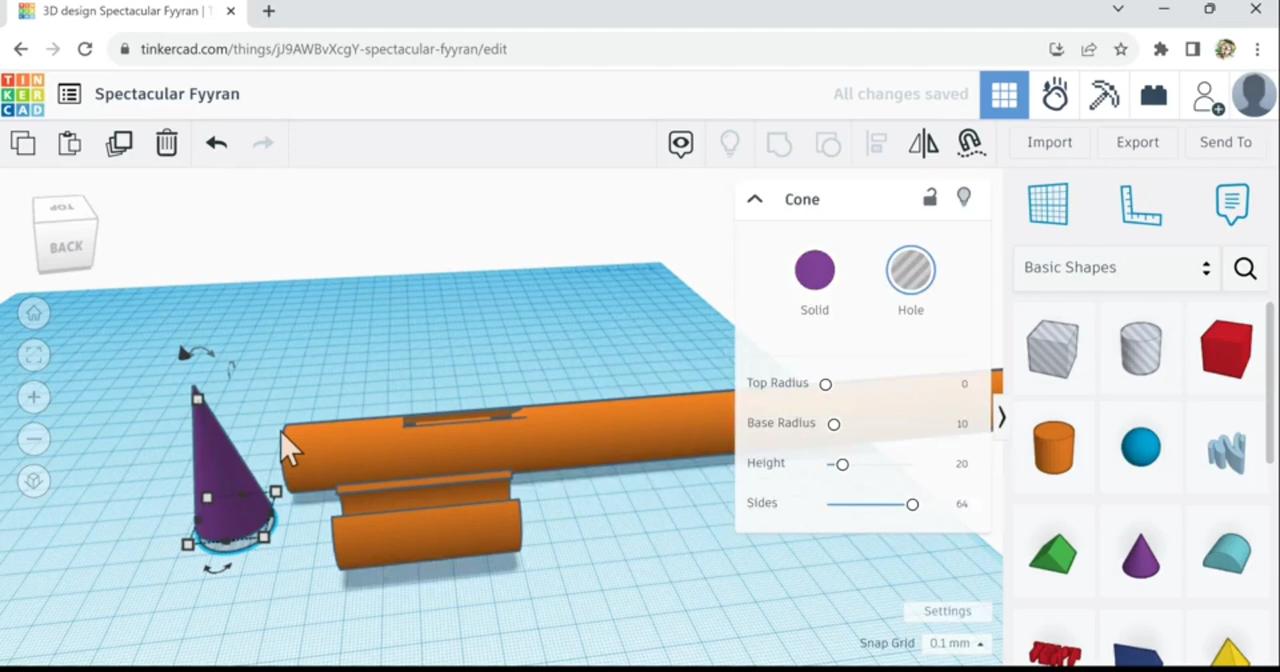 3D design Spectacular Fyyran |
tinkercad.com/things/jJ9AWBvXcgY-spectacular-fyyran/edit
TIN
KER
CAD
Spectacular Fyyran
All changes saved
Import
Export
Send To
TOP
BACK
Cone
Solid
Hole
Top Radius 0
Base Radius 10
Height 20
Sides 64
Basic Shapes
Settings
Snap Grid 0.1 mm